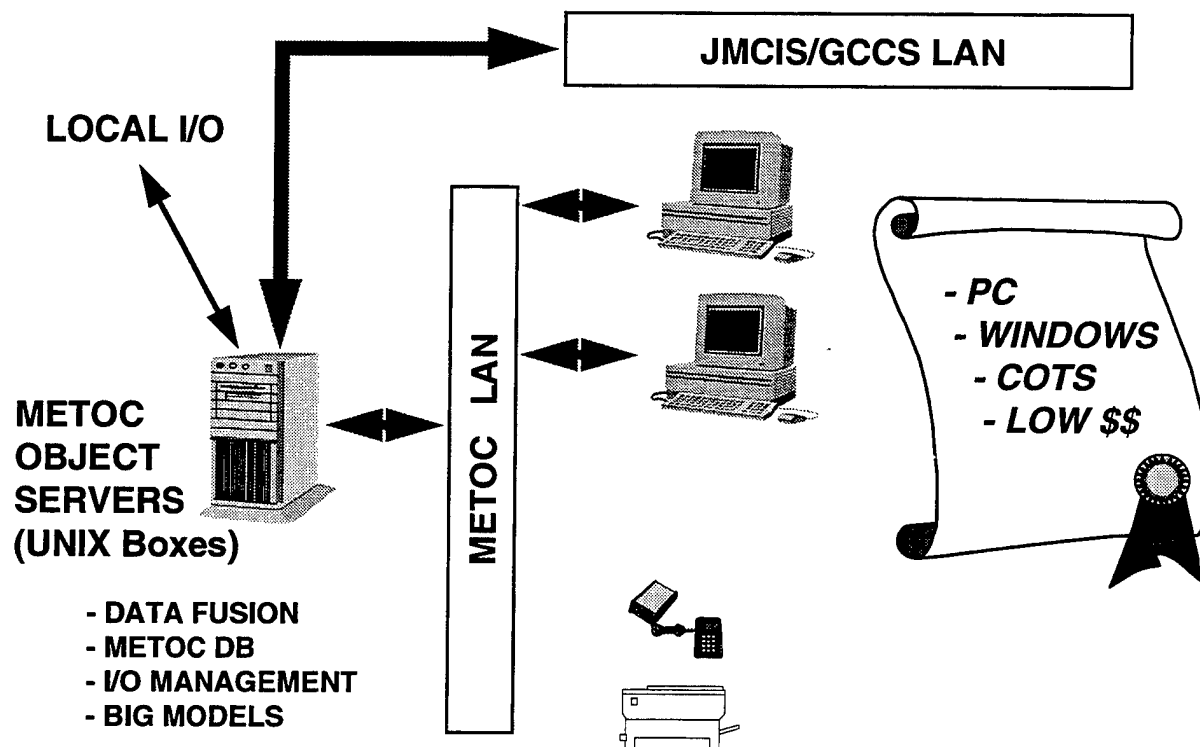 JMCIS/GCCS LAN
LOCAL I/O
METOC LAN
- PC
- WINDOWS
- COTS
- LOW $$
METOC
OBJECT
SERVERS
(UNIX Boxes)
- DATA FUSION
- METOC DB
- I/O MANAGEMENT
- BIG MODELS